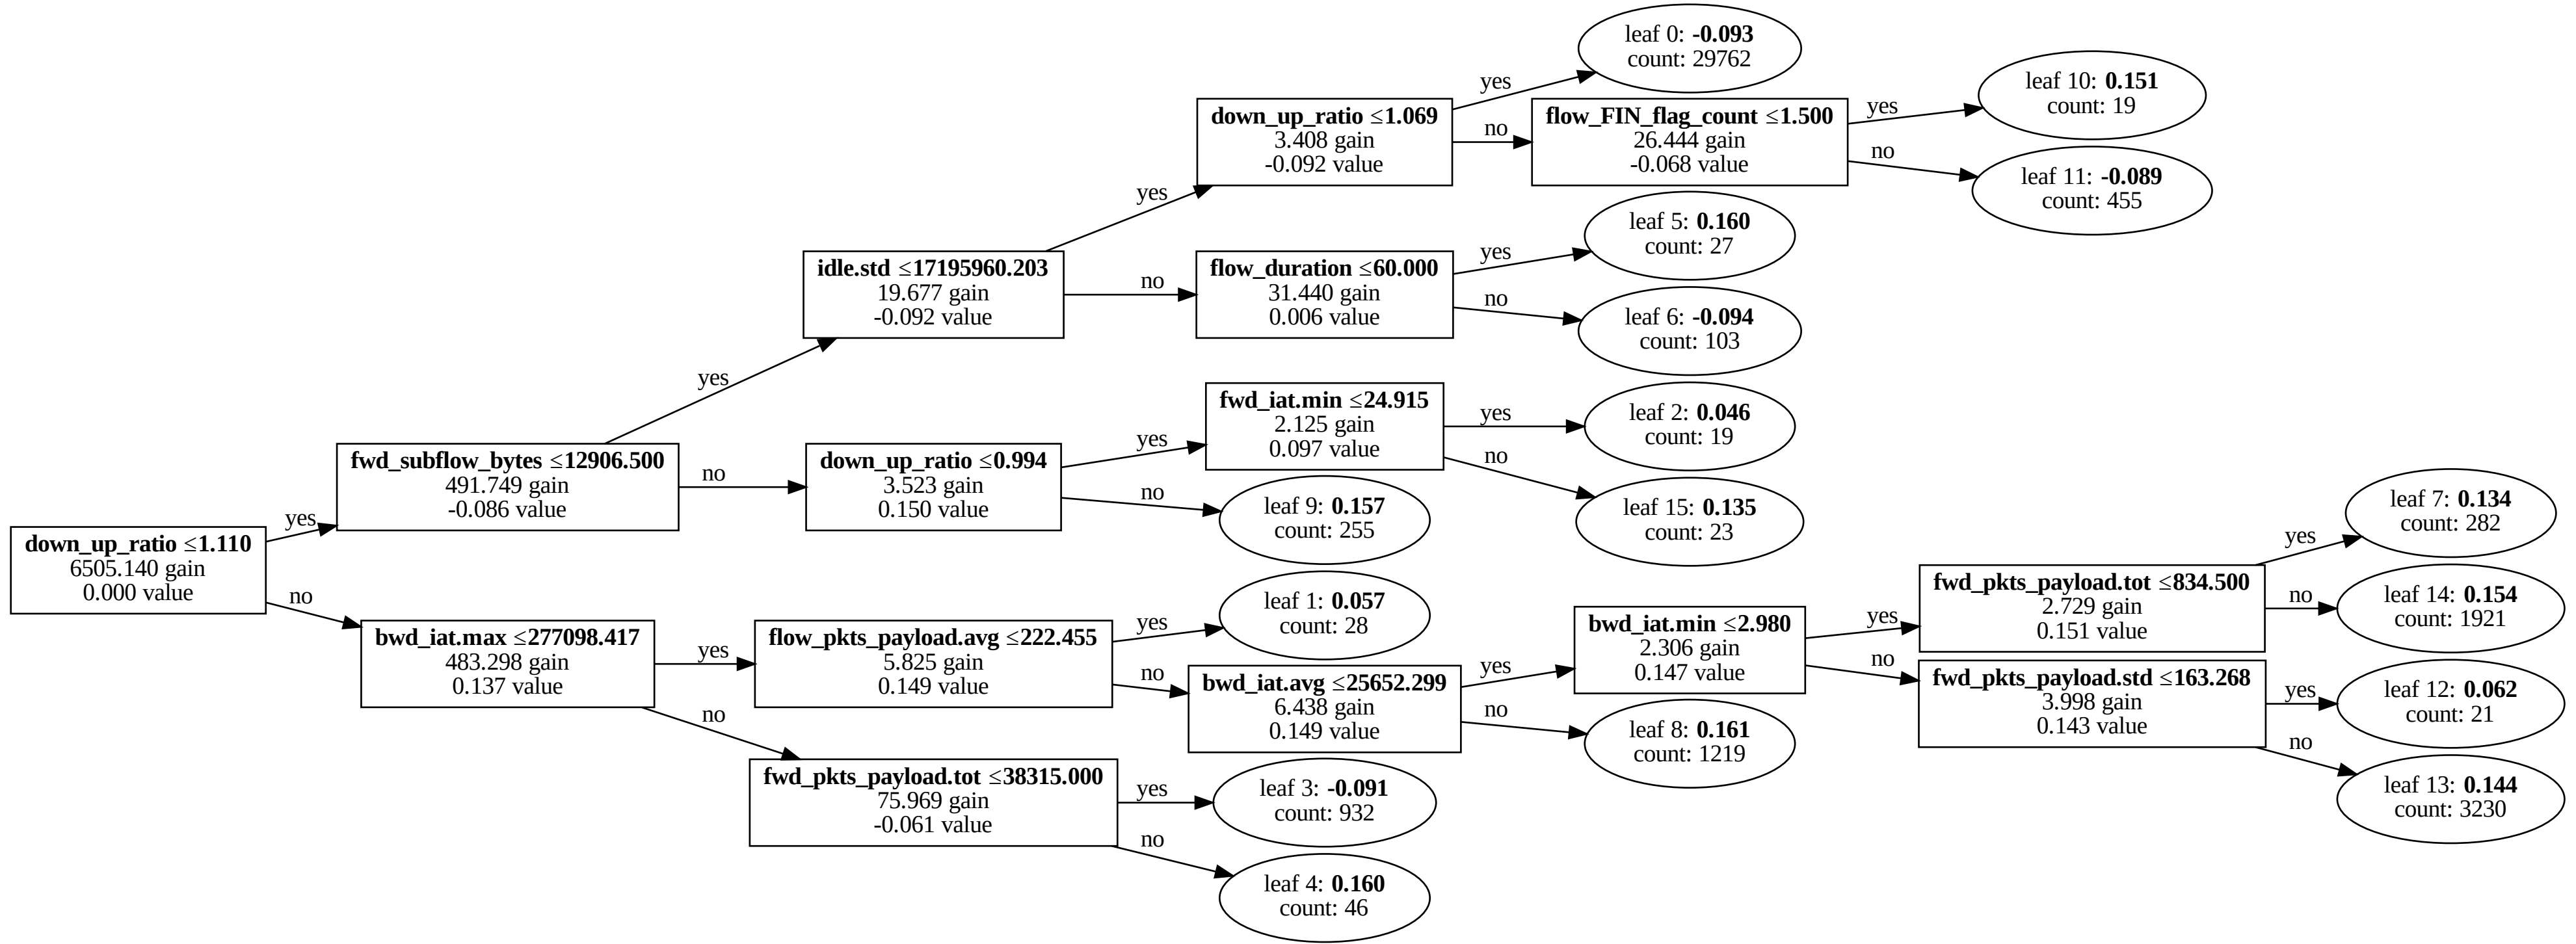 down_up_ratio ≤1.110
6505.140 gain
0.000 value
yes
no
fwd_subflow_bytes ≤12906.500
491.749 gain
-0.086 value
yes
no
bwd_iat.max ≤277098.417
483.298 gain
0.137 value
yes
no
idle.std ≤17195960.203
19.677 gain
-0.092 value
yes
no
down_up_ratio ≤0.994
3.523 gain
0.150 value
yes
no
flow_pkts_payload.avg ≤222.455
5.825 gain
0.149 value
yes
no
fwd_pkts_payload.tot ≤38315.000
75.969 gain
-0.061 value
yes
no
down_up_ratio ≤1.069
3.408 gain
-0.092 value
yes
no
flow_duration ≤60.000
31.440 gain
0.006 value
yes
no
fwd_iat.min ≤24.915
2.125 gain
0.097 value
yes
no
leaf 9: 0.157
count: 255
leaf 1: 0.057
count: 28
bwd_iat.avg ≤25652.299
6.438 gain
0.149 value
yes
no
leaf 3: -0.091
count: 932
leaf 4: 0.160
count: 46
leaf 0: -0.093
count: 29762
flow_FIN_flag_count ≤1.500
26.444 gain
-0.068 value
yes
no
leaf 5: 0.160
count: 27
leaf 6: -0.094
count: 103
leaf 2: 0.046
count: 19
leaf 15: 0.135
count: 23
bwd_iat.min ≤2.980
2.306 gain
0.147 value
yes
no
leaf 8: 0.161
count: 1219
leaf 10: 0.151
count: 19
leaf 11: -0.089
count: 455
fwd_pkts_payload.tot ≤834.500
2.729 gain
0.151 value
yes
no
fwd_pkts_payload.std ≤163.268
3.998 gain
0.143 value
yes
no
leaf 7: 0.134
count: 282
leaf 14: 0.154
count: 1921
leaf 12: 0.062
count: 21
leaf 13: 0.144
count: 3230